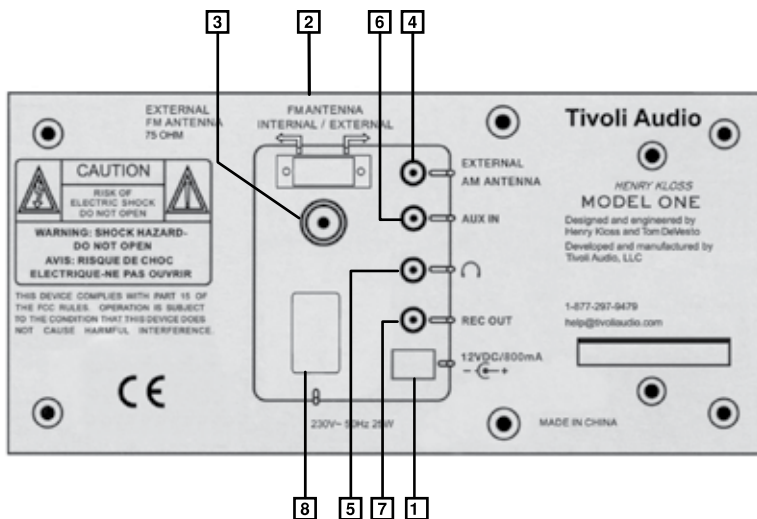 3
2
6
4
EXTERNAL
FM ANTENNA
75 OHM
FM ANTENNA
INTERNAL / EXTERNAL
CAUTION
RISK OF
ELECTRIC SHOCK
DO NOT OPEN
WARNING: SHOCK HAZARD-
DO NOT OPEN
AVIS: RISQUE DE CHOC
ELECTRIQUE-NE PAS OUVRIR
THIS DEVICE COMPLIES WITH PART 15 OF
THE FCC RULES. OPERATION IS SUBJECT
TO THE CONDITION THAT THIS DEVICE DOES
NOT CAUSE HARMFUL INTERFERENCE.
CE
EXTERNAL
AM ANTENNA
AUX IN
REC OUT
12VDC/800mA
- +
230V~ 50Hz 25W
Tivoli Audio
HENRY KLOSS
MODEL ONE
Designed and engineered by
Henry Kloss and Tom DeVesto
Developed and manufactured by
Tivoli Audio, LLC
1-877-297-9479
help@tivoliaudio.com
MADE IN CHINA
8
5
7
1